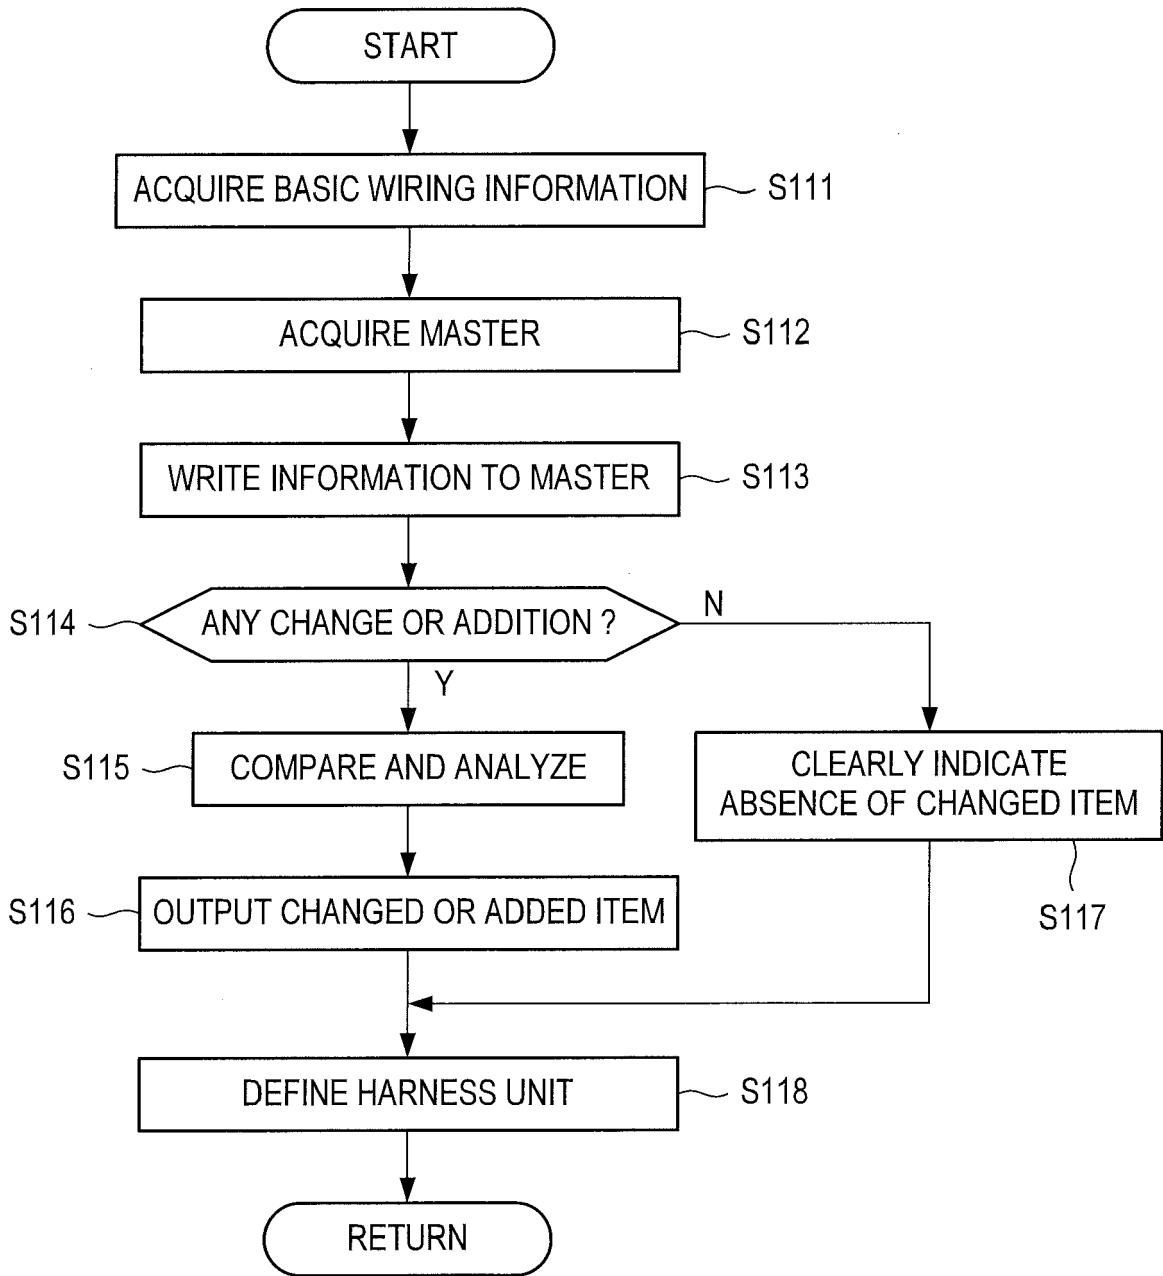 START
ACQUIRE BASIC WIRING INFORMATION
S111
ACQUIRE MASTER
S112
WRITE INFORMATION TO MASTER
S113
S114
ANY CHANGE OR ADDITION ?
N
Y
S115
COMPARE AND ANALYZE
CLEARLY INDICATE
ABSENCE OF CHANGED ITEM
S117
S116
OUTPUT CHANGED OR ADDED ITEM
DEFINE HARNESS UNIT
S118
RETURN